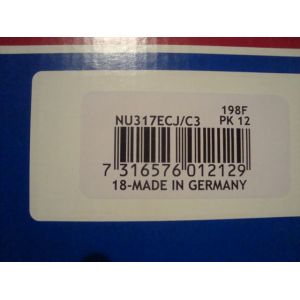 198F
NU317ECJ/C3 PK 12
7 316576 012129
18-MADE IN GERMANY